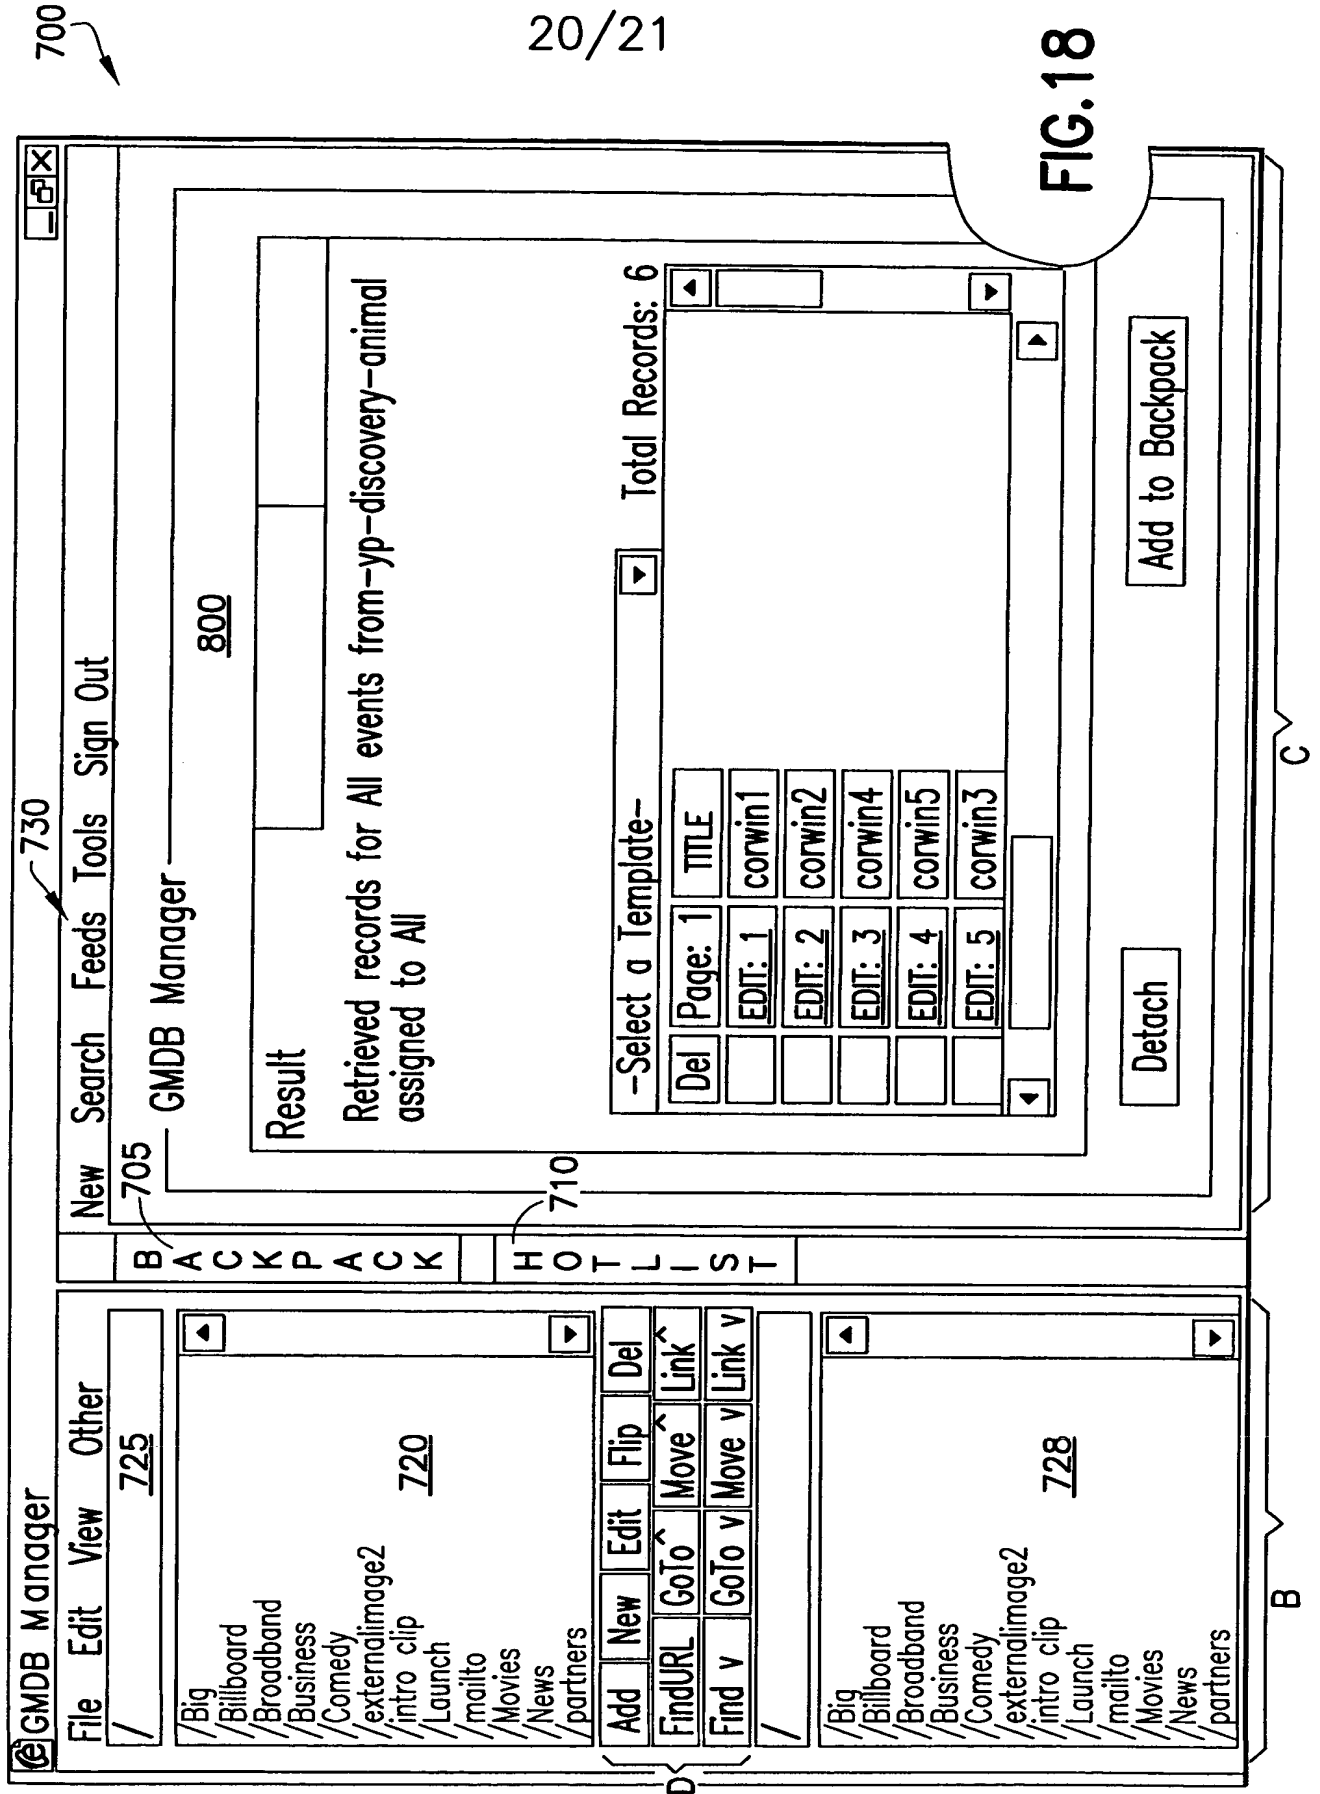 20/21
700
GMDB Manager
File Edit View Other
/
725
/Big
/Billboard
/Broadband
/Business
/Comedy
/externalimage2
/intro clip
/Launch
/mailto
/Movies
/News
/partners
720
Add New Edit Flip Del
FindURL GoTo^ Move^ Link^
Find v GoTo v Move v Link v
D
/
/Big
/Billboard
/Broadband
/Business
/Comedy
/externalimage2
/intro clip
/Launch
/mailto
/Movies
/News
/partners
728
B
BACKPACK
705
HOTLIST
710
730
New Search Feeds Tools Sign Out
GMDB Manager
800
Result
Retrieved records for All events from-yp-discovery-animal
assigned to All
-Select a Template-
Total Records: 6
Del Page: 1 TITLE
EDIT: 1 corwin1
EDIT: 2 corwin2
EDIT: 3 corwin4
EDIT: 4 corwin5
EDIT: 5 corwin3
Detach Add to Backpack
C
FIG.18